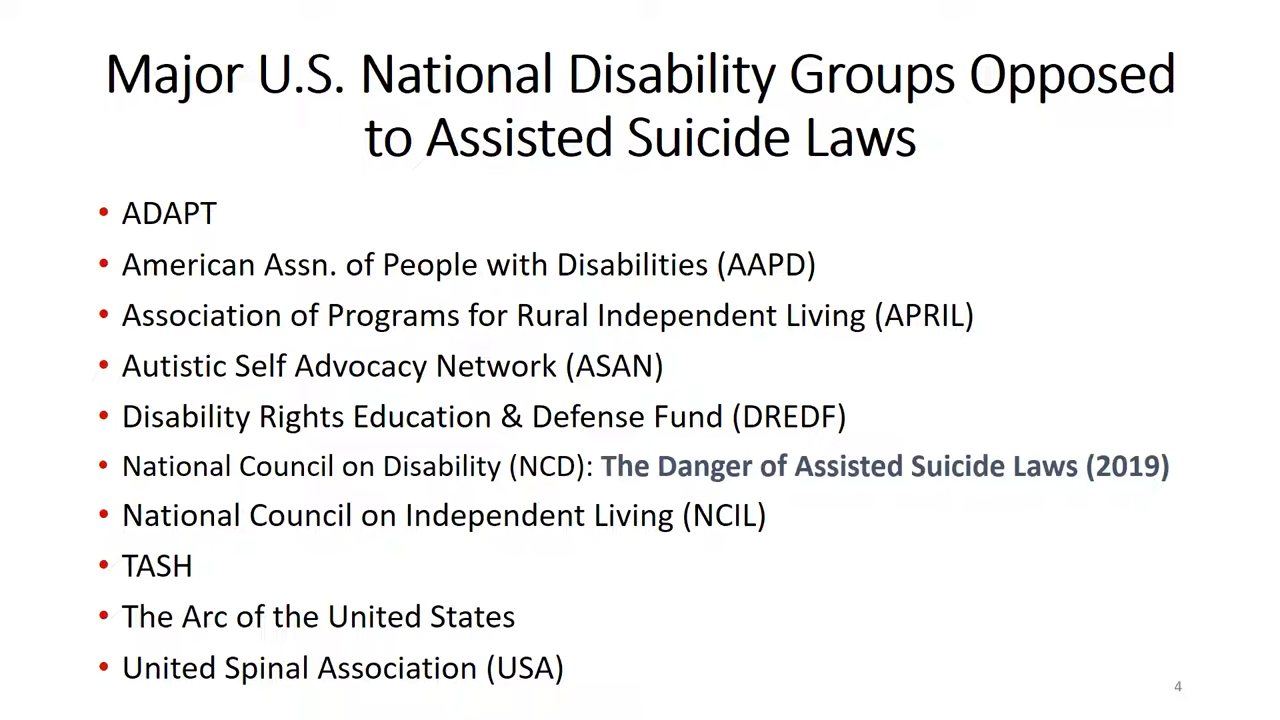 Major U.S. National Disability Groups Opposed
to Assisted Suicide Laws
• ADAPT
• American Assn. of People with Disabilities (AAPD)
• Association of Programs for Rural Independent Living (APRIL)
• Autistic Self Advocacy Network (ASAN)
• Disability Rights Education & Defense Fund (DREDF)
• National Council on Disability (NCD): The Danger of Assisted Suicide Laws (2019)
• National Council on Independent Living (NCIL)
• TASH
• The Arc of the United States
• United Spinal Association (USA)
4